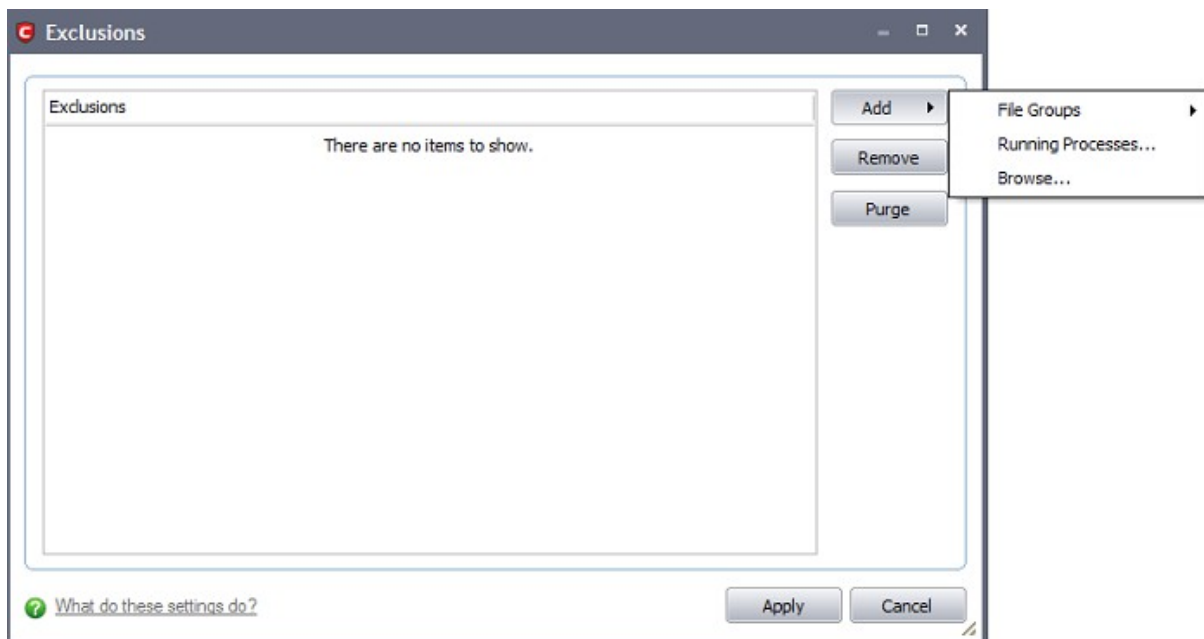 Exclusions
Exclusions
There are no items to show.
Add
Remove
Purge
File Groups
Running Processes...
Browse...
What do these settings do?
Apply
Cancel